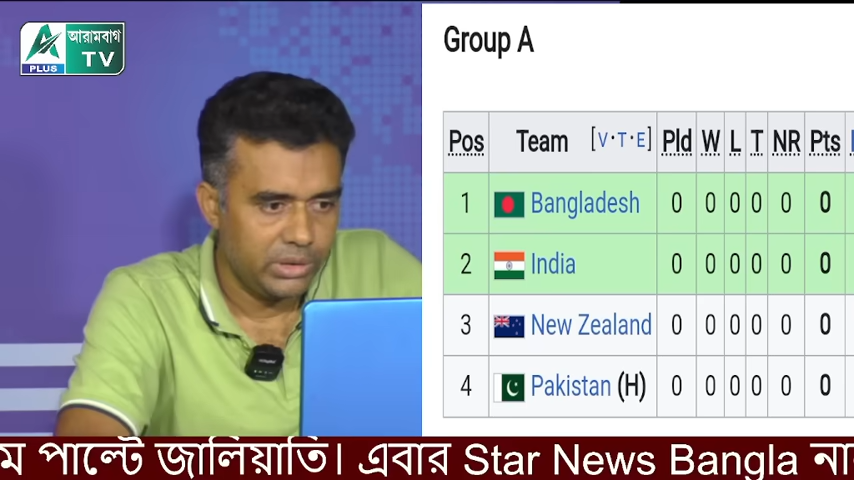 আরামবাগ
TV
PLUS
Group A
Pos Team [V·T·E] Pld W L T NR Pts
1 Bangladesh 0 0 0 0 0 0
2 India 0 0 0 0 0 0
3 New Zealand 0 0 0 0 0 0
4 Pakistan (H) 0 0 0 0 0 0
পাল্টে জালিয়াতি। এবার Star News Bangla